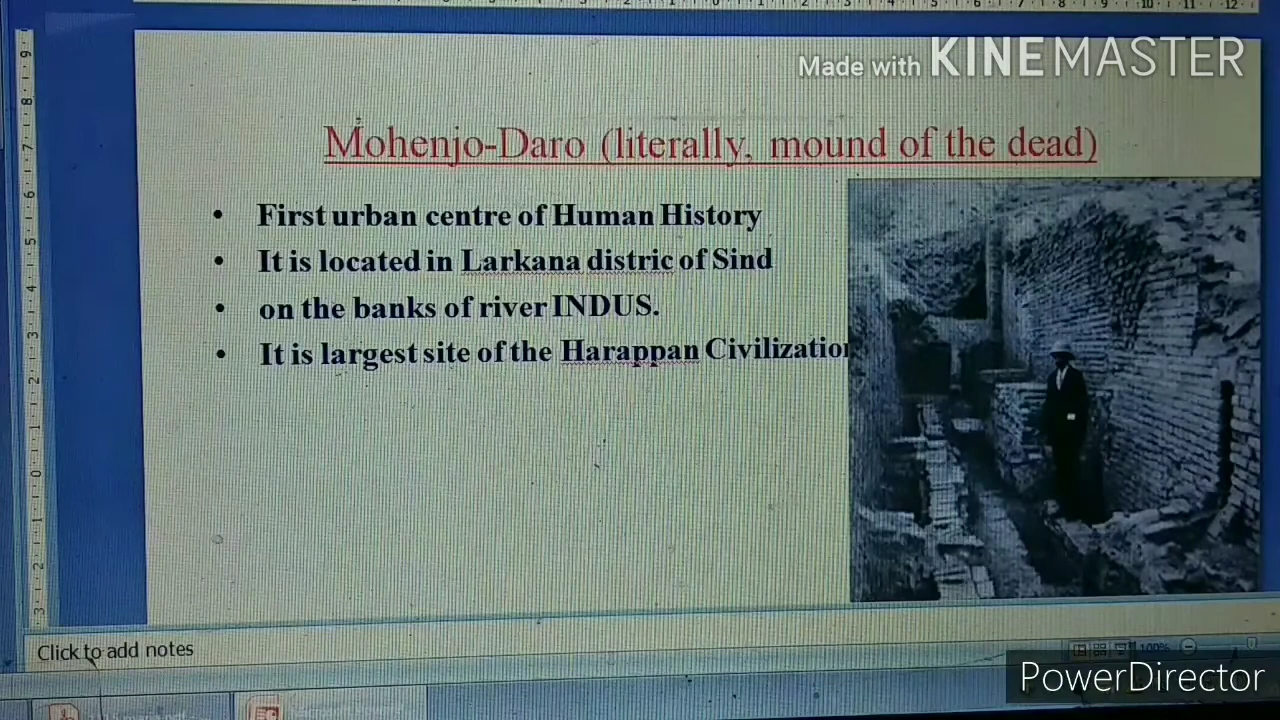 Made with KINEMASTER
Mohenjo-Daro (literally, mound of the dead)
• First urban centre of Human History
• It is located in Larkana distric of Sind
• on the banks of river INDUS.
• It is largest site of the Harappan Civilization
Click to add notes
100%
PowerDirector